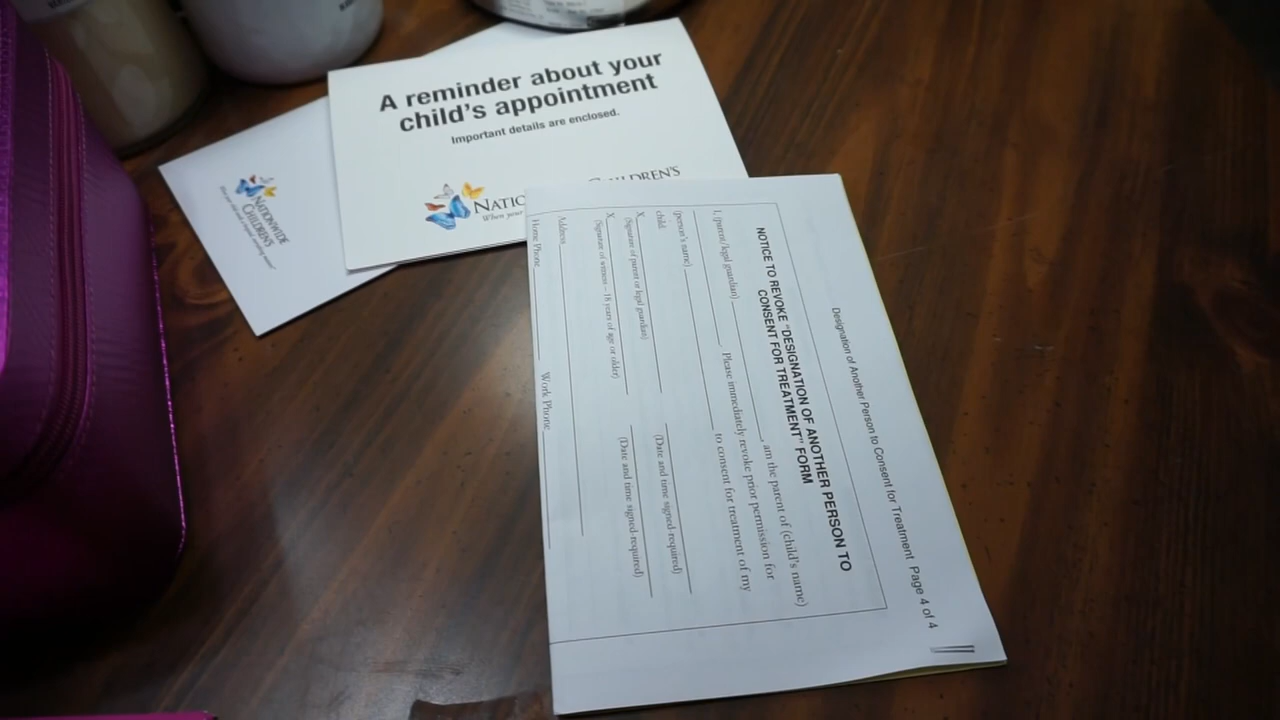 A reminder about your
child's appointment
Important details are enclosed.
When your
CHILDREN'S
NATIONWIDE
CHILDREN'S
Designation of Another Person to Consent for Treatment Page 4 of 4
NOTICE TO REVOKE "DESIGNATION OF ANOTHER PERSON TO
CONSENT FOR TREATMENT" FORM
I, (parent/legal guardian) , am the parent of (child's name)
. Please immediately revoke prior permission for
(person's name) to consent for treatment of my
child.
X
(Signature of parent or legal guardian) (Date and time signed-required)
X
(Signature of witness – 18 years of age or older) (Date and time signed-required)
Address
Home Phone Work Phone